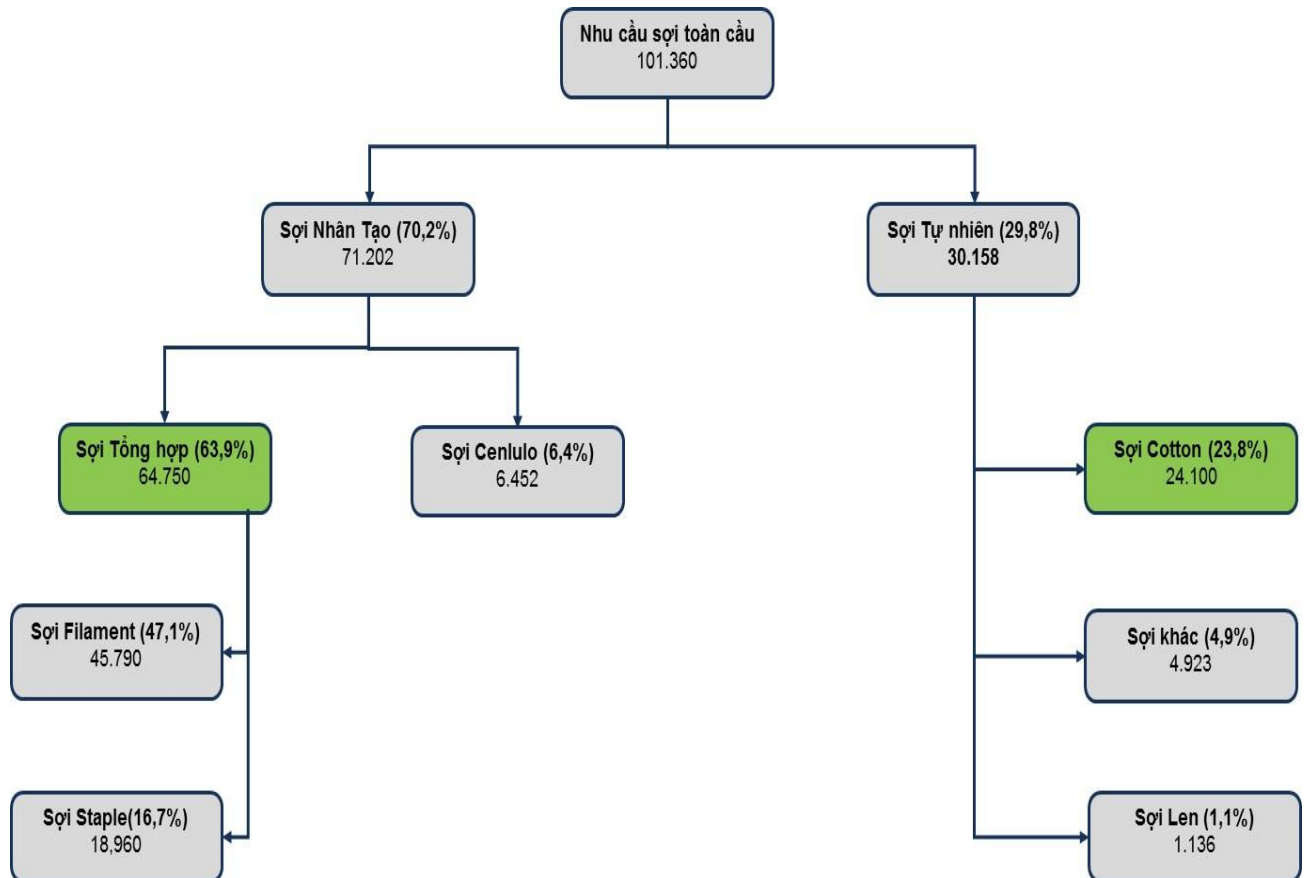 Nhu cầu sợi toàn cầu
101.360
Sợi Nhân Tạo (70,2%)
71.202
Sợi Tự nhiên (29,8%)
30.158
Sợi Tổng hợp (63,9%)
64.750
Sợi Cenlulo (6,4%)
6.452
Sợi Cotton (23,8%)
24.100
Sợi Filament (47,1%)
45.790
Sợi khác (4,9%)
4.923
Sợi Staple(16,7%)
18,960
Sợi Len (1,1%)
1.136